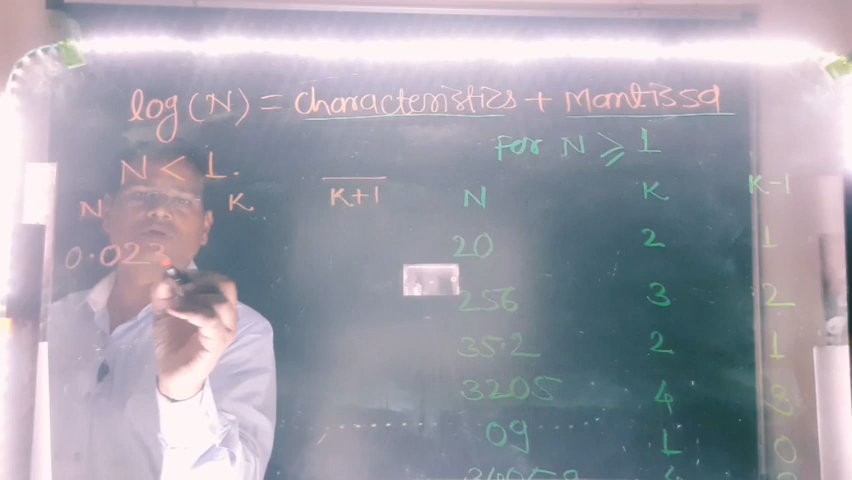 log(N) = Characteristics + Mantissa
For N ≥ 1
N < 1.
N K. K+1
N K K-1
0.023
20 2 1
256 3 2
35.2 2 1
3205 4 3
09 1 0